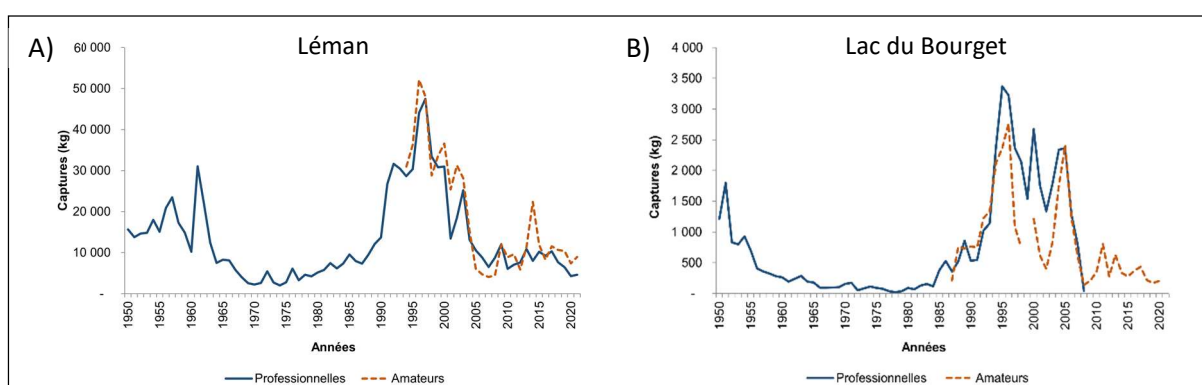 A) Léman
Captures (kg)
60 000
50 000
40 000
30 000
20 000
10 000
-
1950 1955 1960 1965 1970 1975 1980 1985 1990 1995 2000 2005 2010 2015 2020
Années
Professionnelles Amateurs
B) Lac du Bourget
Captures (kg)
4 000
3 500
3 000
2 500
2 000
1 500
1 000
500
-
1950 1955 1960 1965 1970 1975 1980 1985 1990 1995 2000 2005 2010 2015 2020
Années
Professionnelles Amateurs